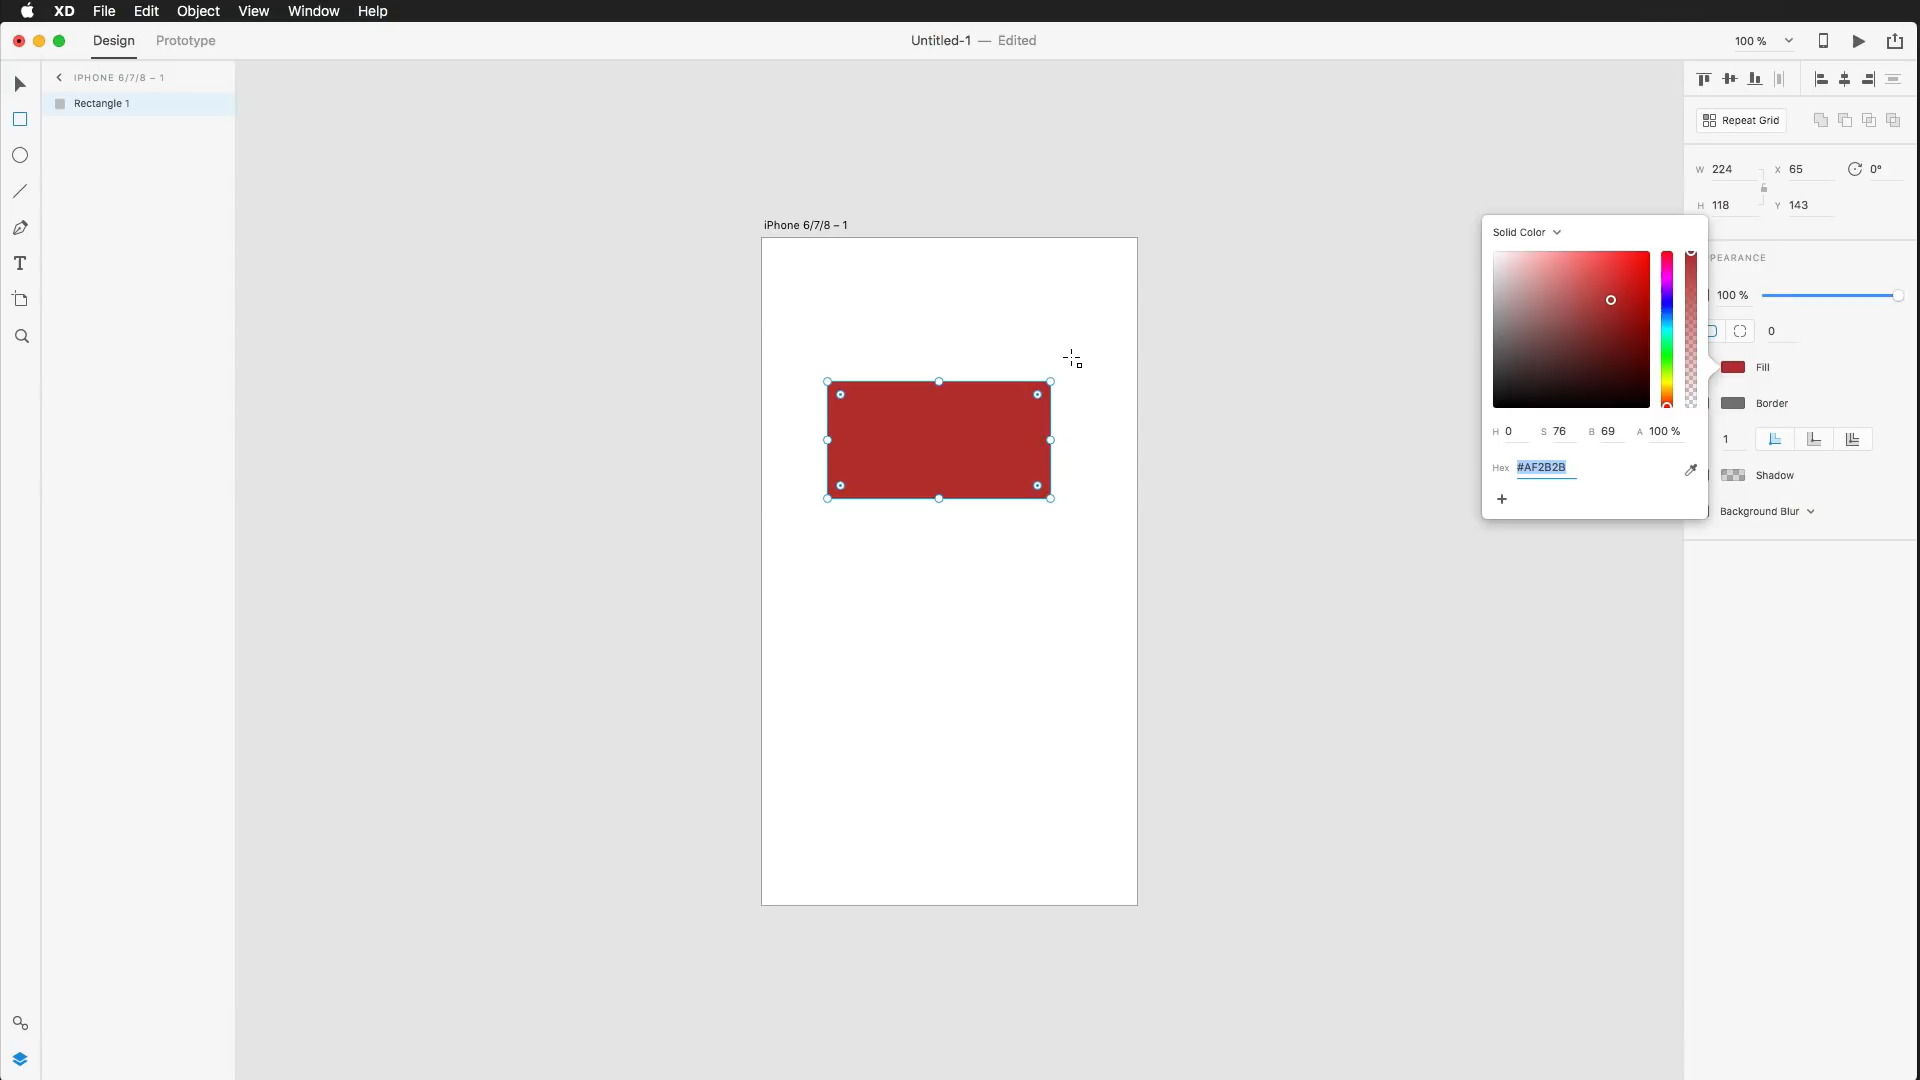 XD File Edit Object View Window Help
Design Prototype
Untitled-1 — Edited
100 %
IPHONE 6/7/8 – 1
Rectangle 1
iPhone 6/7/8 – 1
Repeat Grid
W 224 X 65 0°
H 118 Y 143
Solid Color
PEARANCE
100 %
0
Fill
Border
H 0 S 76 B 69 A 100 %
1
Hex #AF2B2B
Shadow
+
Background Blur